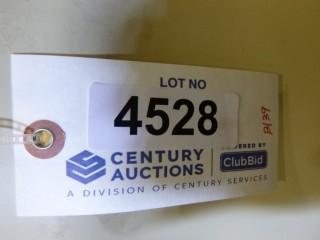 LOT NO
4528
CENTURY
AUCTIONS
POWERED BY
ClubBid
A DIVISION OF CENTURY SERVICES